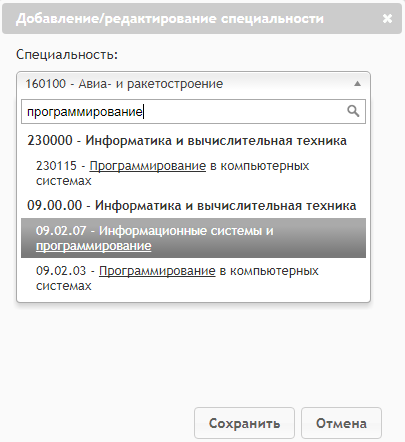 Добавление/редактирование специальности
Специальность:
160100 - Авиа- и ракетостроение
программирование
230000 - Информатика и вычислительная техника
230115 - Программирование в компьютерных
системах
09.00.00 - Информатика и вычислительная техника
09.02.07 - Информационные системы и
программирование
09.02.03 - Программирование в компьютерных
системах
Сохранить Отмена